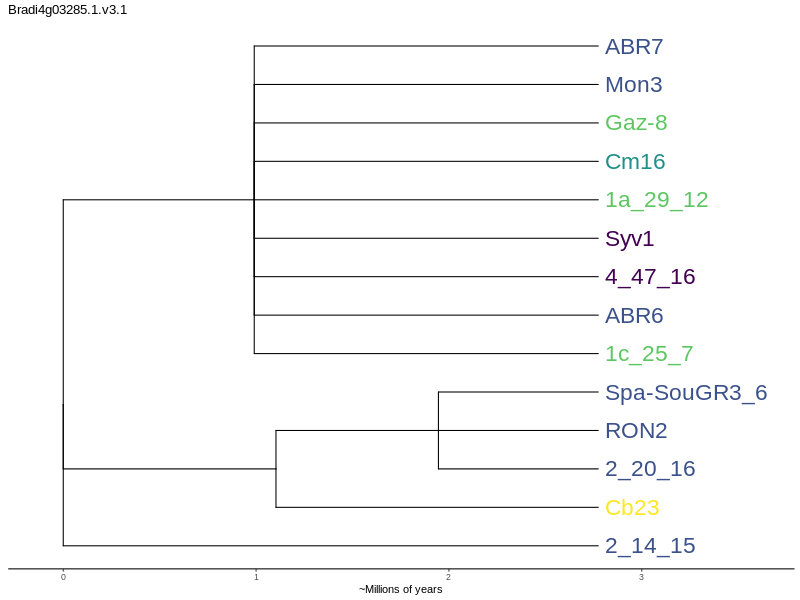 Bradi4g03285.1.v3.1
ABR7
Mon3
Gaz-8
Cm16
1a_29_12
Syv1
4_47_16
ABR6
1c_25_7
Spa-SouGR3_6
RON2
2_20_16
Cb23
2_14_15
0 1 2 3
~Millions of years